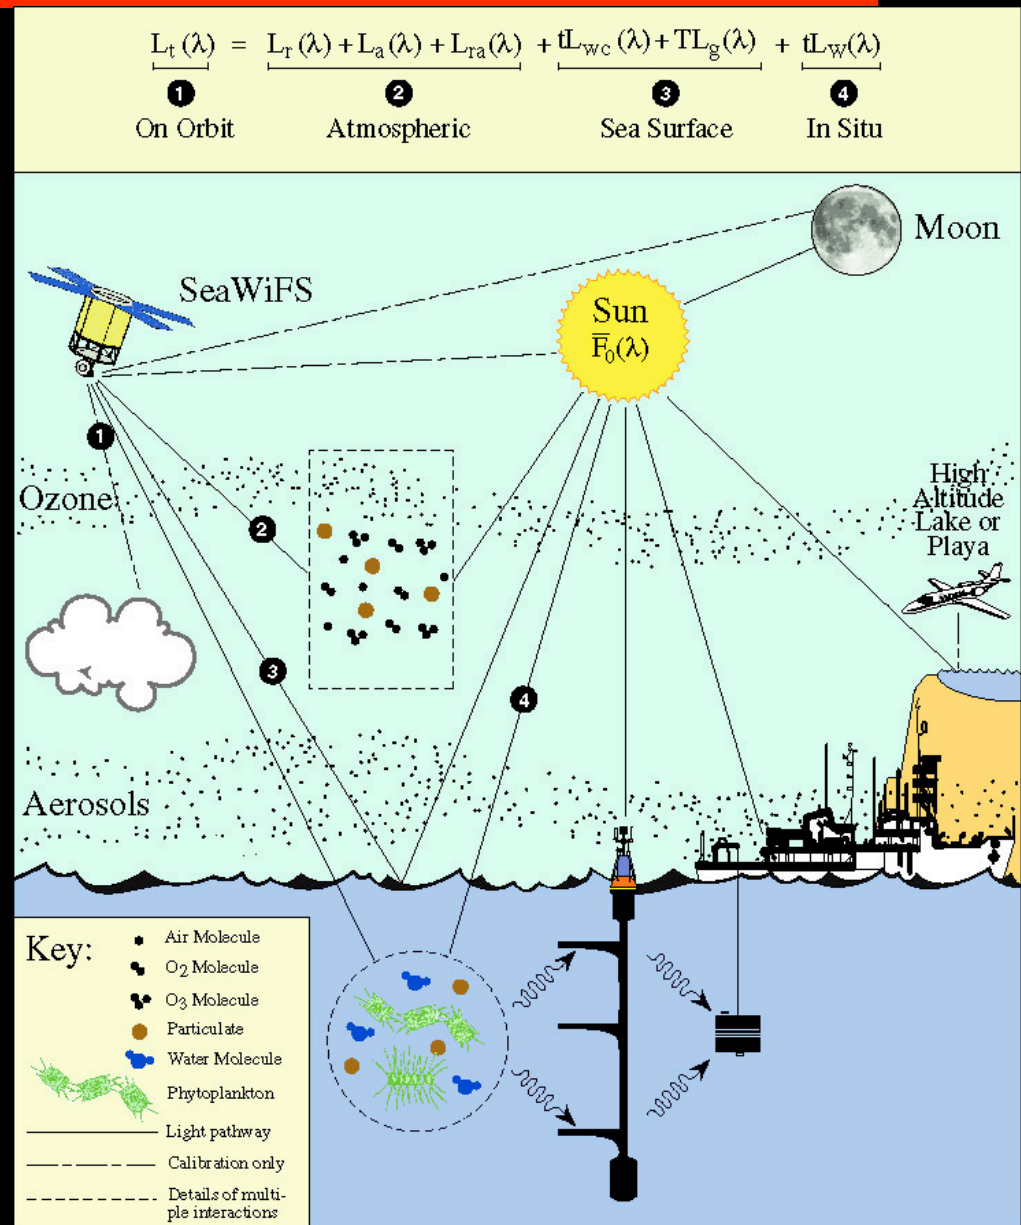 Lt(λ) = Lr(λ) + La(λ) + Lra(λ) + tLwc(λ) + TLg(λ) + tLW(λ)
1 2 3 4
On Orbit Atmospheric Sea Surface In Situ
Moon
SeaWiFS
Sun
F̅0(λ)
1
High
Altitude
Lake or
Playa
Ozone
2
3
4
Aerosols
Key:
Air Molecule
O2 Molecule
O3 Molecule
Particulate
Water Molecule
Phytoplankton
Light pathway
Calibration only
Details of multi-
ple interactions